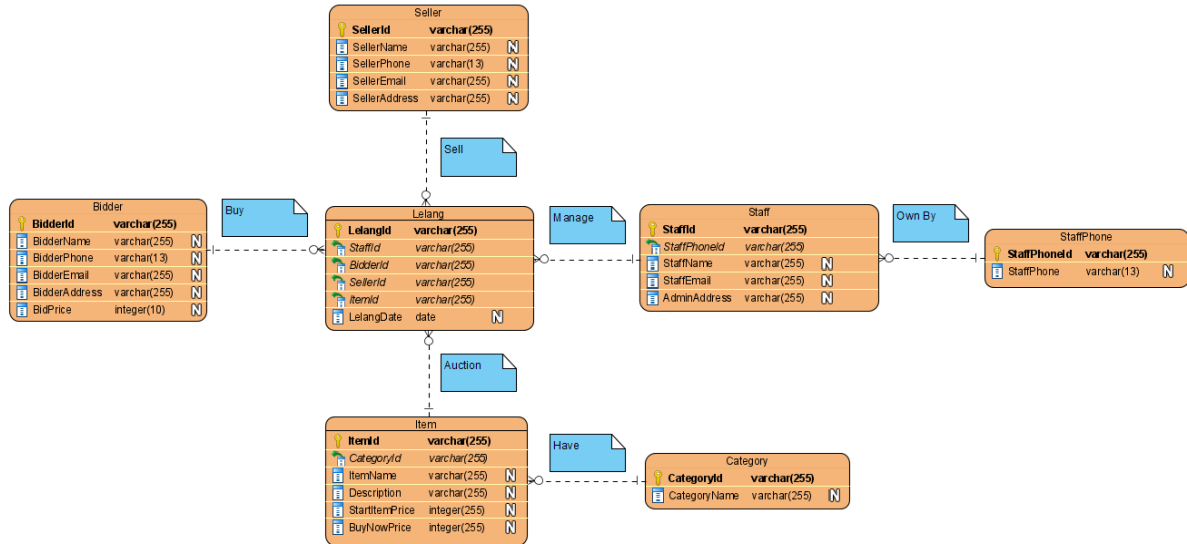 Seller
SellerId varchar(255)
SellerName varchar(255) N
SellerPhone varchar(13) N
SellerEmail varchar(255) N
SellerAddress varchar(255) N
Sell
Bidder
BidderId varchar(255)
BidderName varchar(255) N
BidderPhone varchar(13) N
BidderEmail varchar(255) N
BidderAddress varchar(255) N
BidPrice integer(10) N
Buy
Lelang
LelangId varchar(255)
StaffId varchar(255)
BidderId varchar(255)
SellerId varchar(255)
ItemId varchar(255)
LelangDate date N
Manage
Staff
StaffId varchar(255)
StaffPhoneId varchar(255)
StaffName varchar(255) N
StaffEmail varchar(255) N
AdminAddress varchar(255) N
Own By
StaffPhone
StaffPhoneId varchar(255)
StaffPhone varchar(13) N
Auction
Item
ItemId varchar(255)
CategoryId varchar(255)
ItemName varchar(255) N
Description varchar(255) N
StartItemPrice integer(255) N
BuyNowPrice integer(255) N
Have
Category
CategoryId varchar(255)
CategoryName varchar(255) N